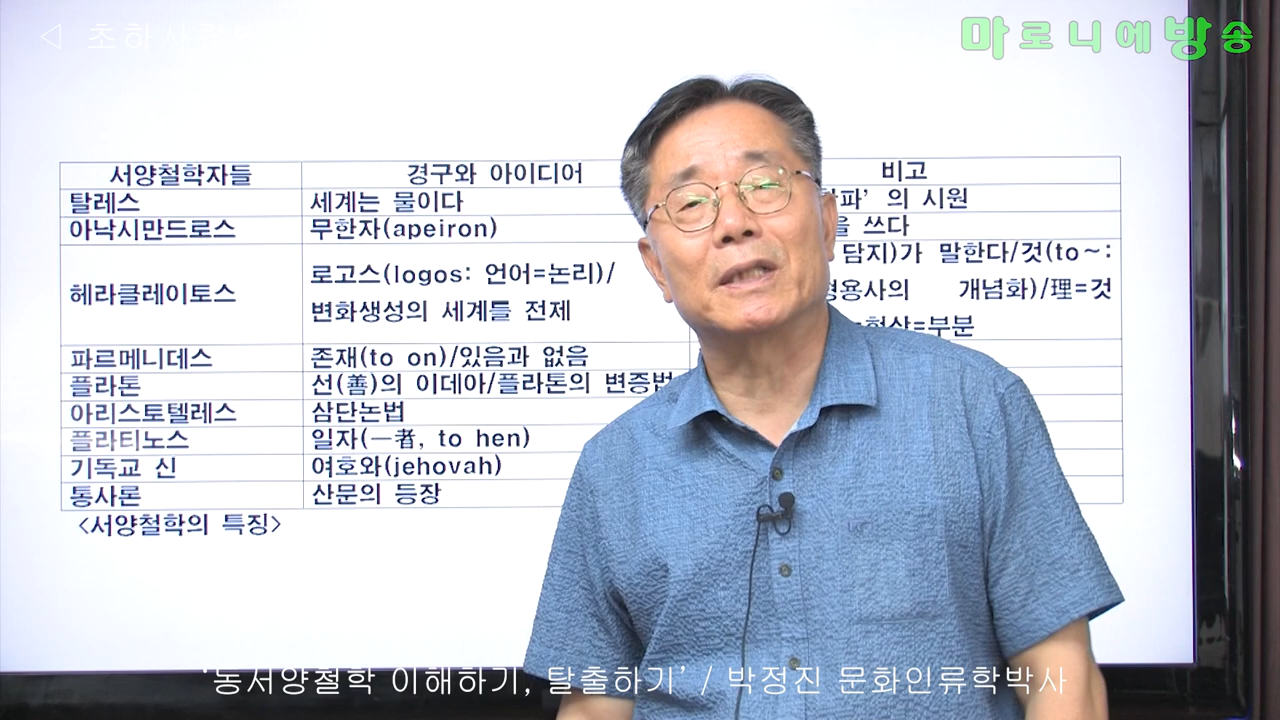 ◁ 초하사랑
마로니에방송
서양철학자들 경구와 아이디어 비고
탈레스 세계는 물이다 의 시원
아낙시만드로스 무한자(apeiron) 쓰다
헤라클레이토스 로고스(logos: 언어=논리)/ 변화생성의 세계를 전제 담지)가 말한다/것(to~: 형용사의 개념화)/理=것 =현상=부분
파르메니데스 존재(to on)/있음과 없음
플라톤 선(善)의 이데아/플라톤의 변증법
아리스토텔레스 삼단논법
플라티노스 일자(一者, to hen)
기독교 신 여호와(jehovah)
통사론 산문의 등장
<서양철학의 특징>
'동서양철학 이해하기, 탈출하기' / 박정진 문화인류학박사